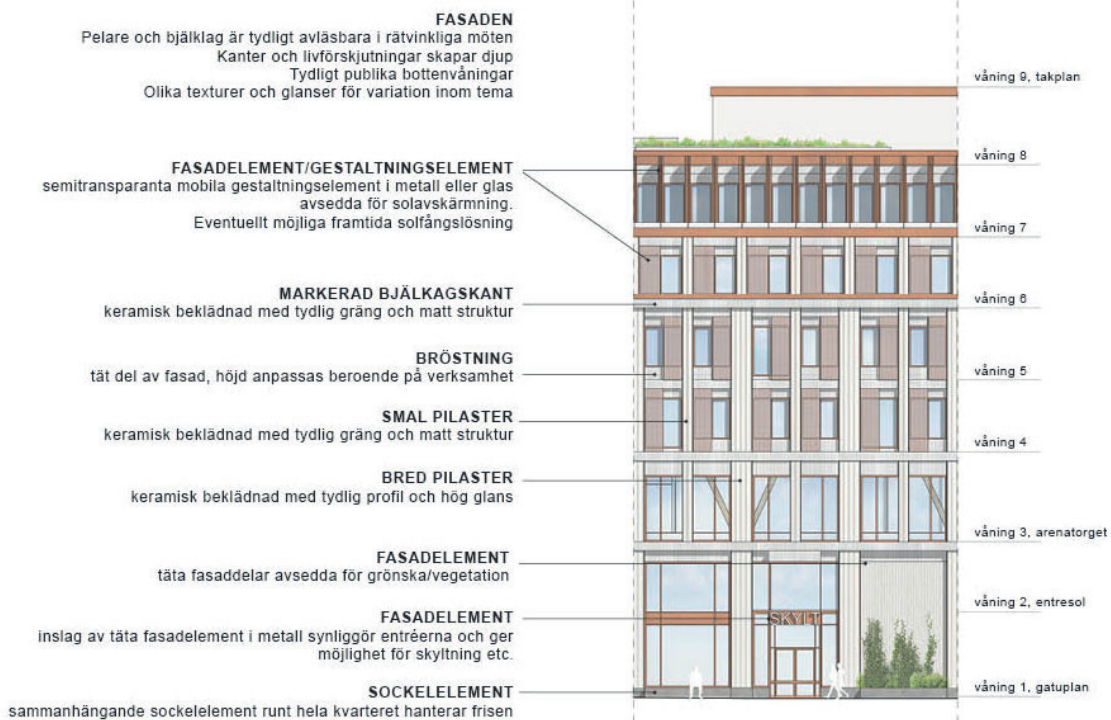 FASADEN
Pelare och bjälklag är tydligt avläsbara i rätvinkliga möten
Kanter och livförskjutningar skapar djup
Tydligt publika bottenvåningar
Olika texturer och glanser för variation inom tema
FASADELEMENT/GESTALTNINGSELEMENT
semitransparanta mobila gestaltningselement i metall eller glas
avsedda för solavskärmning.
Eventuellt möjliga framtida solfångslösning
MARKERAD BJÄLKAGSKANT
keramisk beklädnad med tydlig gräng och matt struktur
BRÖSTNING
tät del av fasad, höjd anpassas beroende på verksamhet
SMAL PILASTER
keramisk beklädnad med tydlig gräng och matt struktur
BRED PILASTER
keramisk beklädnad med tydlig profil och hög glans
FASADELEMENT
täta fasaddelar avsedda för grönska/vegetation
FASADELEMENT
inslag av täta fasadelement i metall synliggör entréerna och ger
möjlighet för skyltning etc.
SOCKELELEMENT
sammanhängande sockelelement runt hela kvarteret hanterar frisen
SKYLT
våning 9, takplan
våning 8
våning 7
våning 6
våning 5
våning 4
våning 3, arenatorget
våning 2, entresol
våning 1, gatuplan